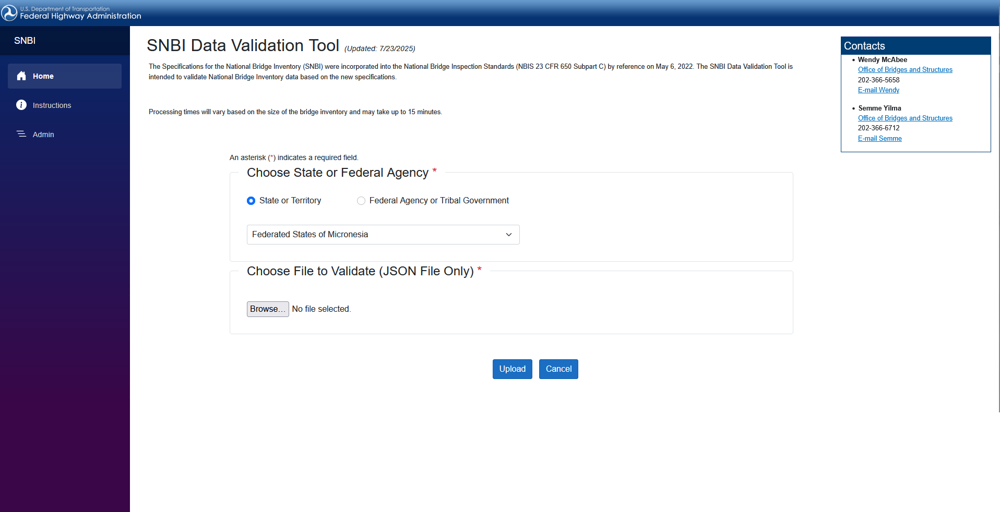 U.S. Department of Transportation
Federal Highway Administration
SNBI
Home
Instructions
Admin
SNBI Data Validation Tool (Updated: 7/23/2025)
The Specifications for the National Bridge Inventory (SNBI) were incorporated into the National Bridge Inspection Standards (NBIS 23 CFR 650 Subpart C) by reference on May 6, 2022. The SNBI Data Validation Tool is
intended to validate National Bridge Inventory data based on the new specifications.
Processing times will vary based on the size of the bridge inventory and may take up to 15 minutes.
An asterisk (*) indicates a required field.
Choose State or Federal Agency *
State or Territory
Federal Agency or Tribal Government
Federated States of Micronesia
Choose File to Validate (JSON File Only) *
Browse... No file selected.
Upload
Cancel
Contacts
• Wendy McAbee
Office of Bridges and Structures
202-366-5658
E-mail Wendy
• Semme Yilma
Office of Bridges and Structures
202-366-6712
E-mail Semme